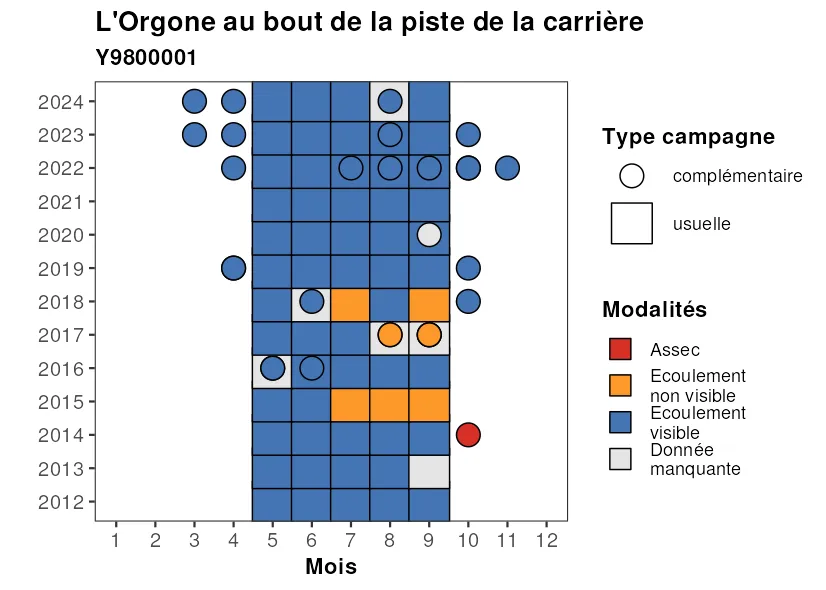 L'Orgone au bout de la piste de la carrière
Y9800001
2024
2023
2022
2021
2020
2019
2018
2017
2016
2015
2014
2013
2012
1 2 3 4 5 6 7 8 9 10 11 12
Mois
Type campagne
complémentaire
usuelle
Modalités
Assec
Ecoulement
non visible
Ecoulement
visible
Donnée
manquante